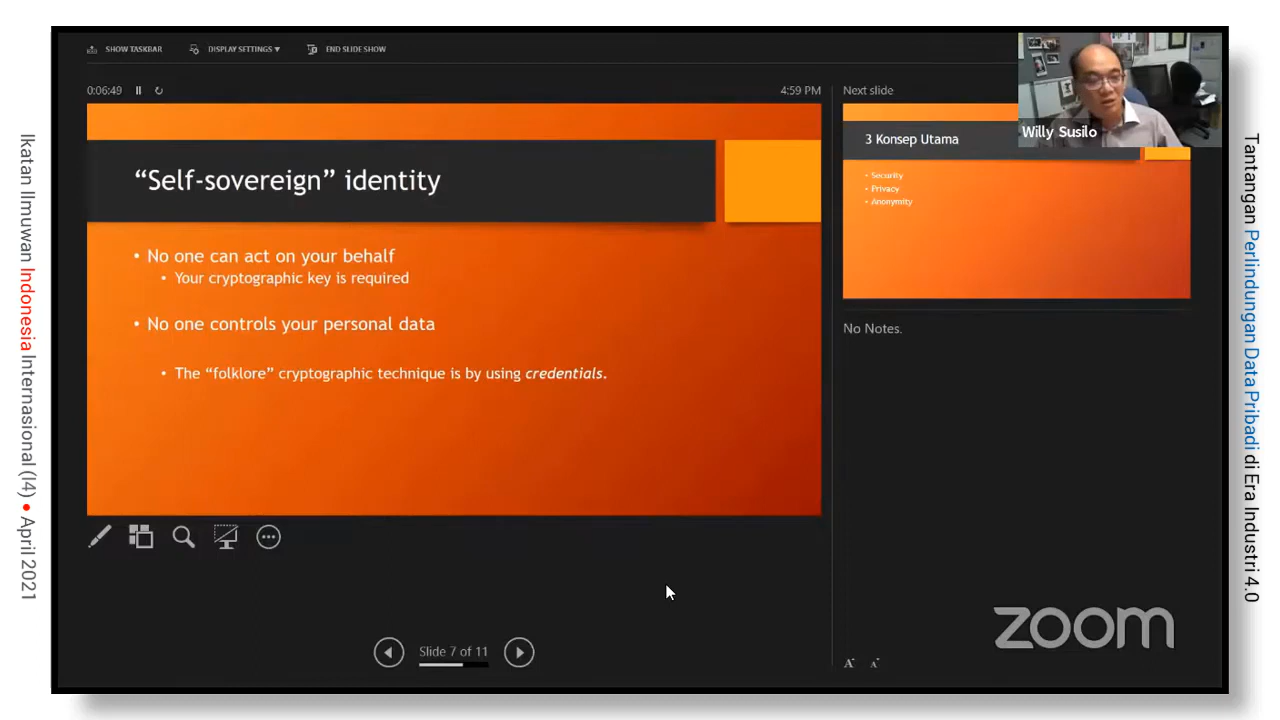 Ikatan Ilmuwan Indonesia Internasional (I4) • April 2021
SHOW TASKBAR
DISPLAY SETTINGS ▾
END SLIDE SHOW
0:06:49
4:59 PM
“Self-sovereign” identity
• No one can act on your behalf
• Your cryptographic key is required
• No one controls your personal data
• The “folklore” cryptographic technique is by using credentials.
Slide 7 of 11
Next slide
3 Konsep Utama
• Security
• Privacy
• Anonymity
Willy Susilo
No Notes.
A
A
zoom
Tantangan Perlindungan Data Pribadi di Era Industri 4.0